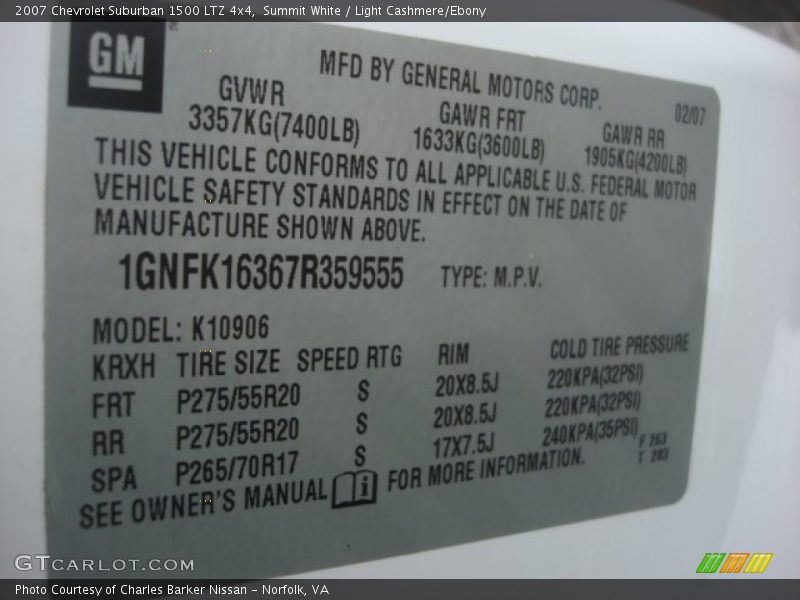 2007 Chevrolet Suburban 1500 LTZ 4x4,  Summit White / Light Cashmere/Ebony
GM
MFD BY GENERAL MOTORS CORP.
02/07
GVWR GAWR FRT GAWR RR
3357KG(7400LB) 1633KG(3600LB) 1905KG(4200LB)
THIS VEHICLE CONFORMS TO ALL APPLICABLE U.S. FEDERAL MOTOR
VEHICLE SAFETY STANDARDS IN EFFECT ON THE DATE OF
MANUFACTURE SHOWN ABOVE.
1GNFK16367R359555 TYPE: M.P.V.
MODEL: K10906
KRXH TIRE SIZE SPEED RTG RIM COLD TIRE PRESSURE
FRT P275/55R20 S 20X8.5J 220KPA(32PSI)
RR P275/55R20 S 20X8.5J 220KPA(32PSI)
SPA P265/70R17 S 17X7.5J 240KPA(35PSI)
F 263
T 283
SEE OWNER'S MANUAL i FOR MORE INFORMATION.
GTCARLOT.COM
Photo Courtesy of Charles Barker Nissan - Norfolk, VA